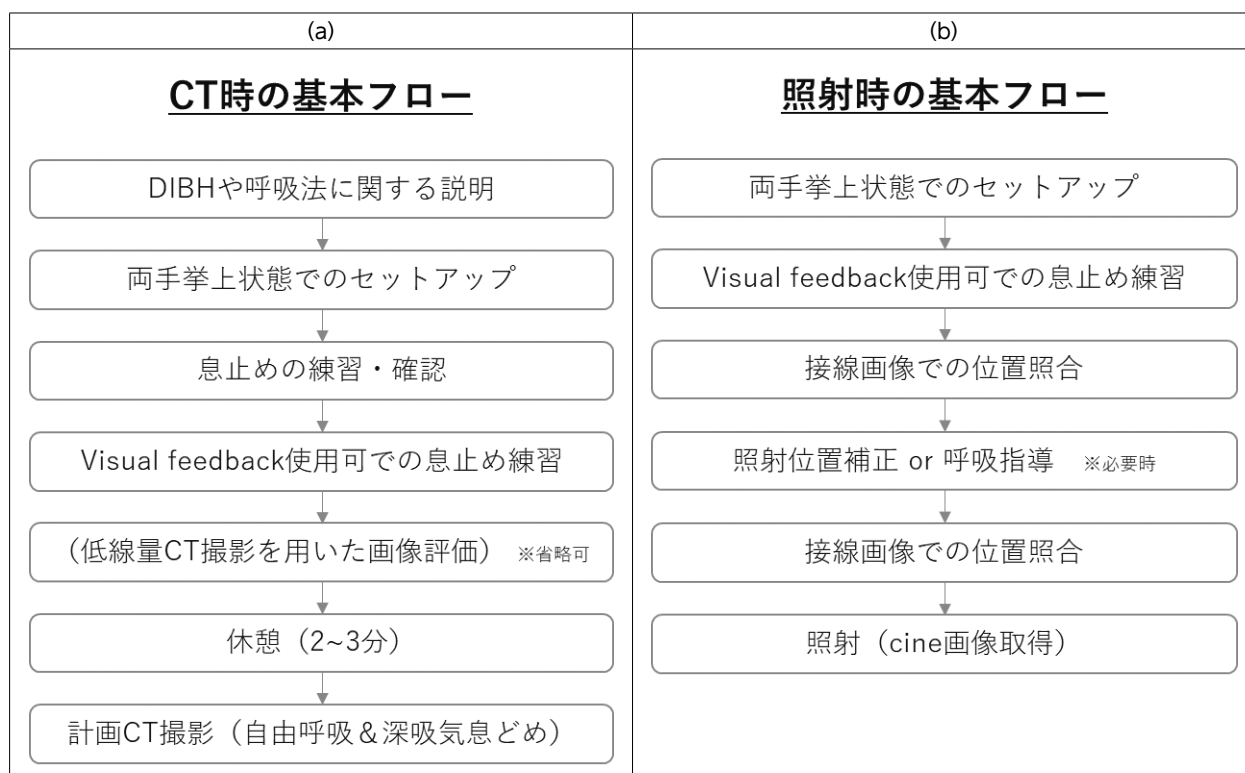 (a)
CT時の基本フロー
DIBHや呼吸法に関する説明
両手挙上状態でのセットアップ
息止めの練習・確認
Visual feedback使用可での息止め練習
（低線量CT撮影を用いた画像評価） ※省略可
休憩（2~3分）
計画CT撮影（自由呼吸＆深吸気息どめ）
(b)
照射時の基本フロー
両手挙上状態でのセットアップ
Visual feedback使用可での息止め練習
接線画像での位置照合
照射位置補正 or 呼吸指導 ※必要時
接線画像での位置照合
照射（cine画像取得）